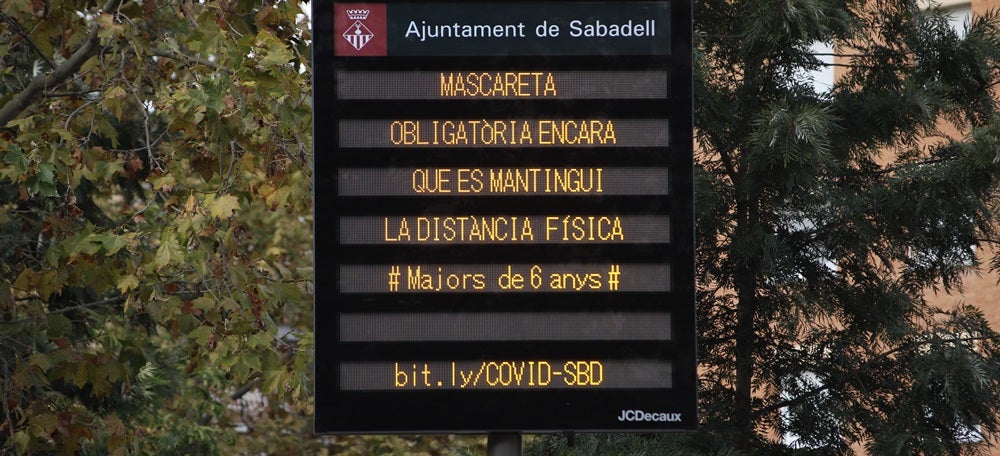 Ajuntament de Sabadell
MASCARETA
OBLIGATÒRIA ENCARA
QUE ES MANTINGUI
LA DISTÀNCIA FÍSICA
# Majors de 6 anys #
bit.ly/COVID-SBD
JCDecaux